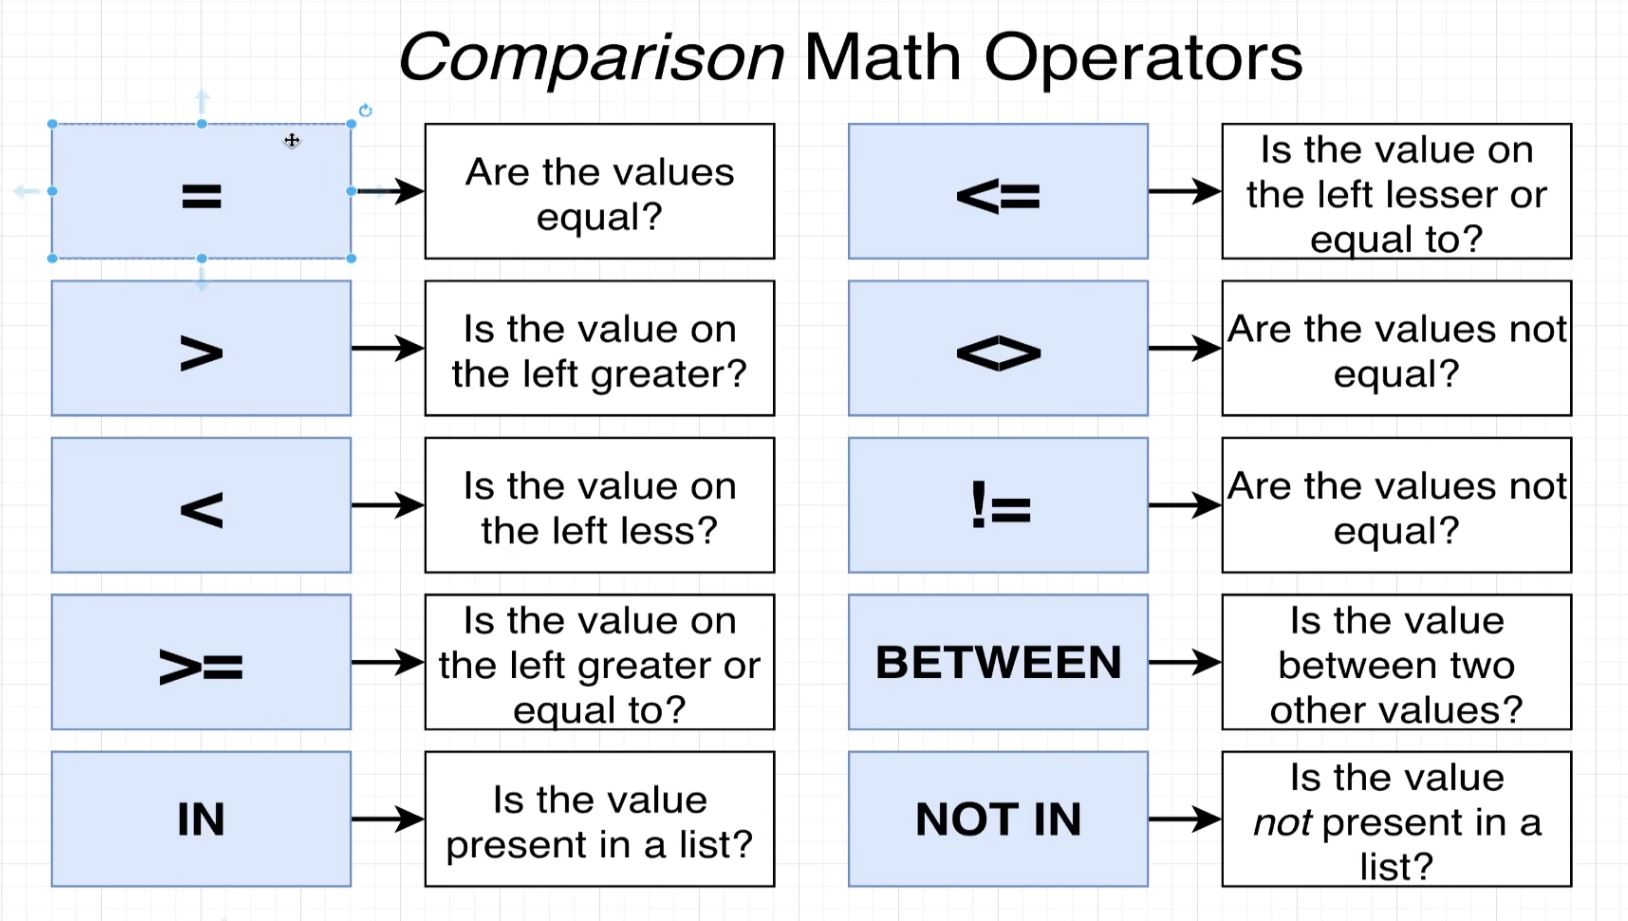 Comparison Math Operators
=
Are the values
equal?
<=
Is the value on
the left lesser or
equal to?
>
Is the value on
the left greater?
<>
Are the values not
equal?
<
Is the value on
the left less?
!=
Are the values not
equal?
>=
Is the value on
the left greater or
equal to?
BETWEEN
Is the value
between two
other values?
IN
Is the value
present in a list?
NOT IN
Is the value
not present in a
list?